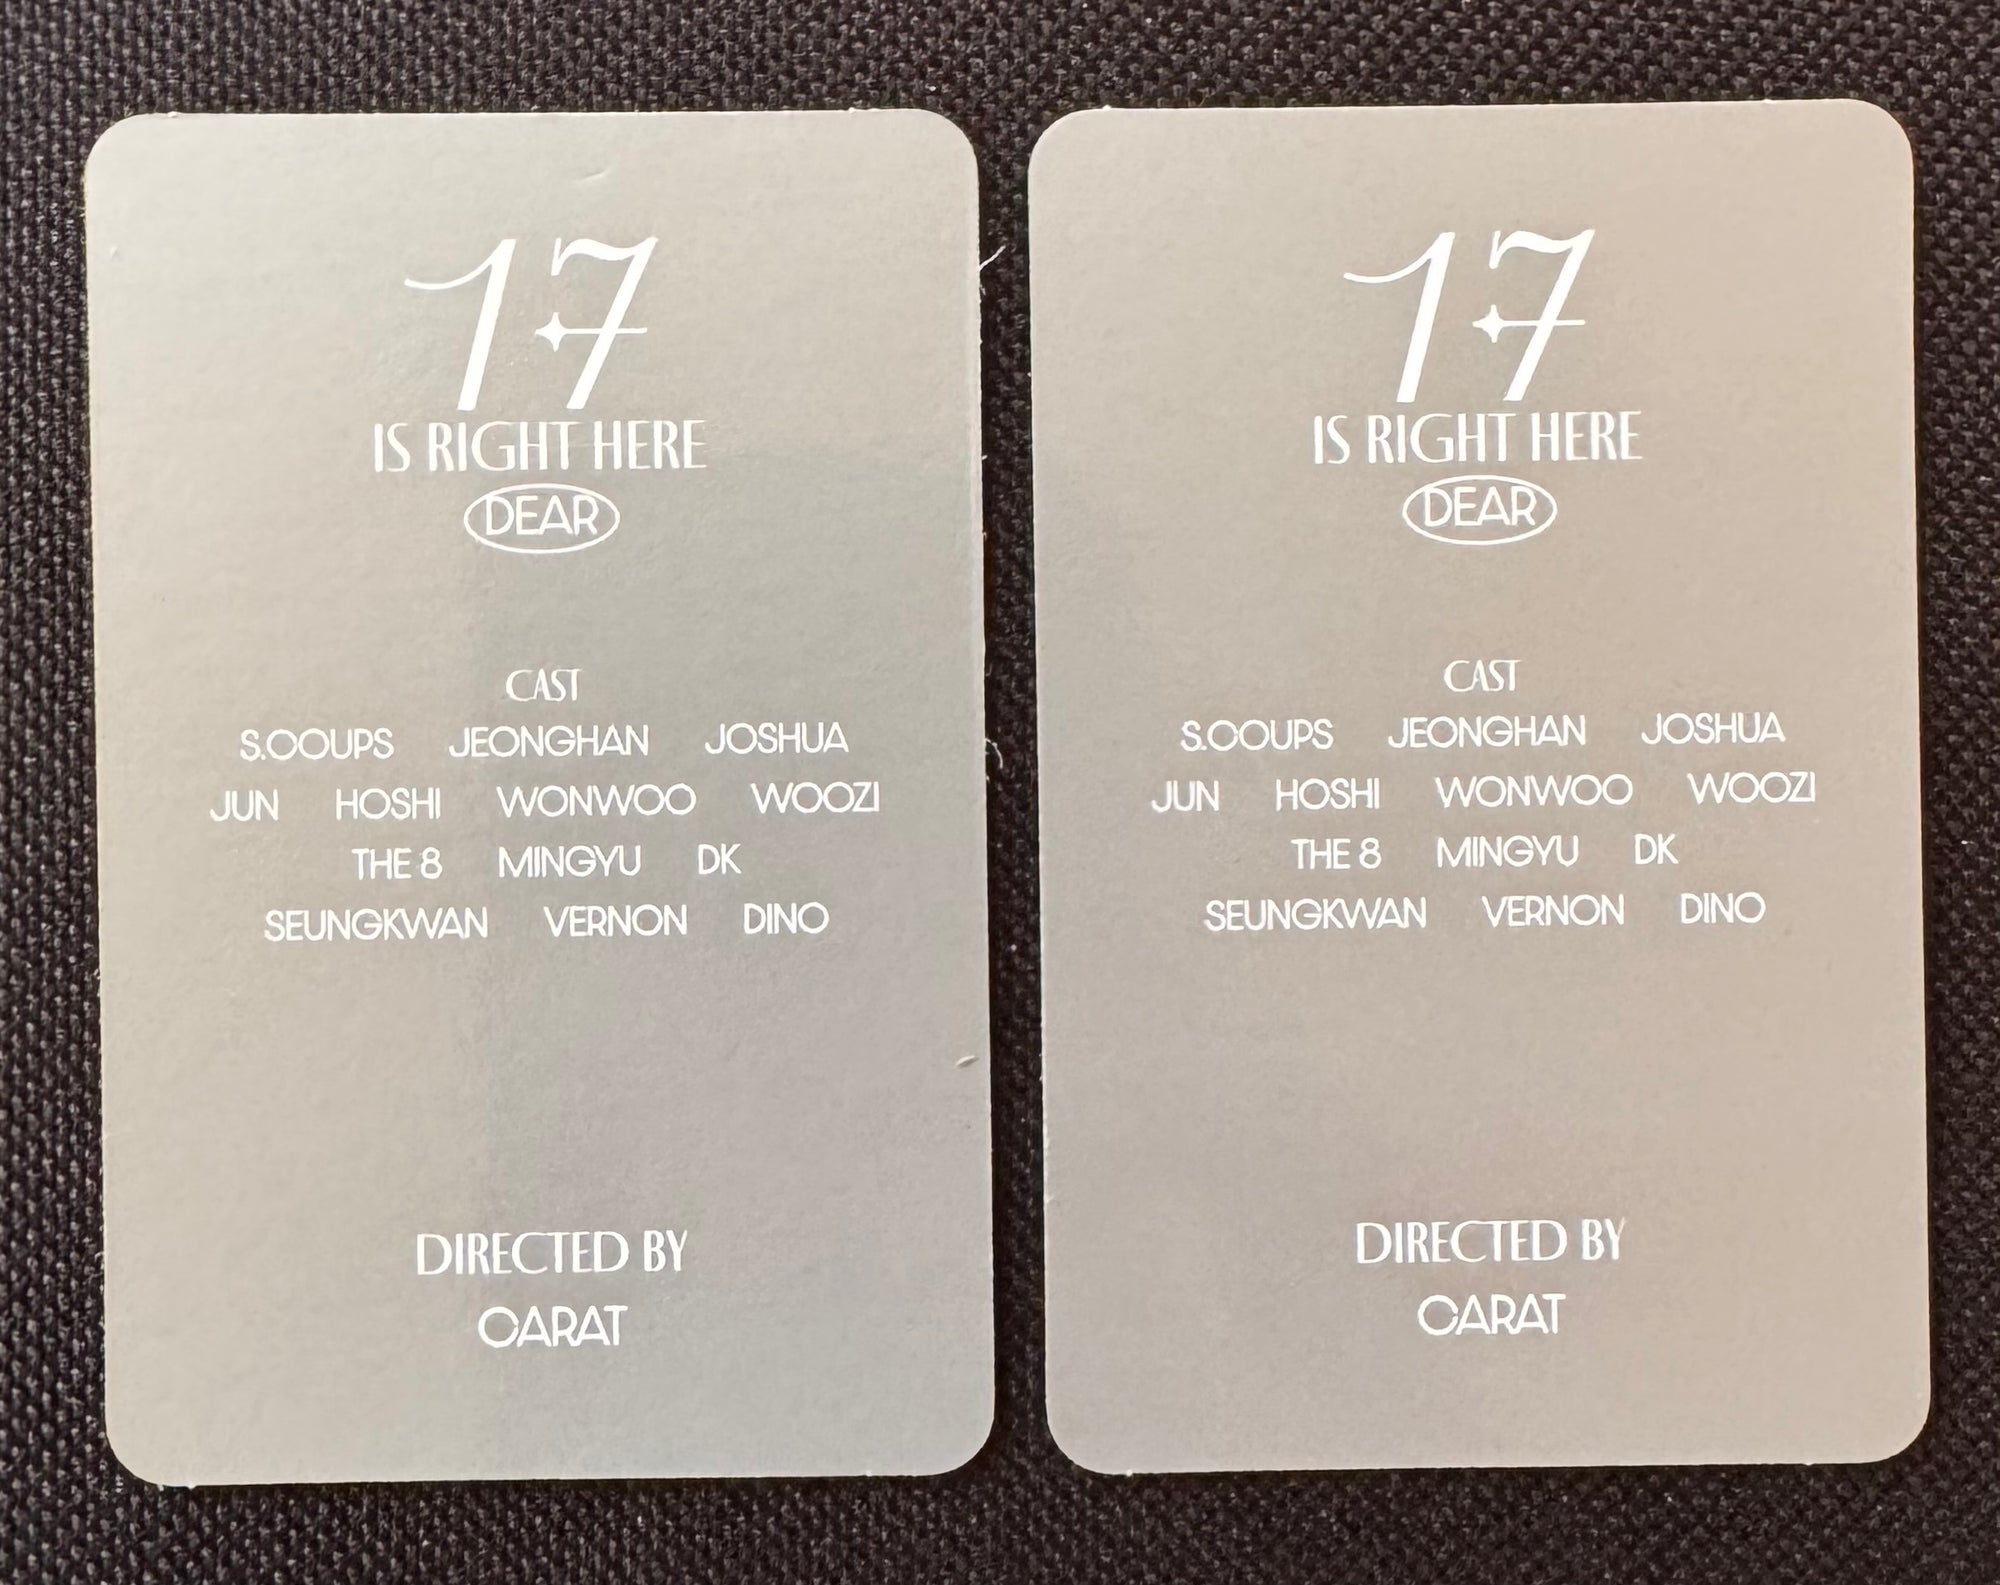 17
IS RIGHT HERE
DEAR
CAST
S.COUPS JEONGHAN JOSHUA
JUN HOSHI WONWOO WOOZI
THE 8 MINGYU DK
SEUNGKWAN VERNON DINO
DIRECTED BY
CARAT
17
IS RIGHT HERE
DEAR
CAST
S.COUPS JEONGHAN JOSHUA
JUN HOSHI WONWOO WOOZI
THE 8 MINGYU DK
SEUNGKWAN VERNON DINO
DIRECTED BY
CARAT